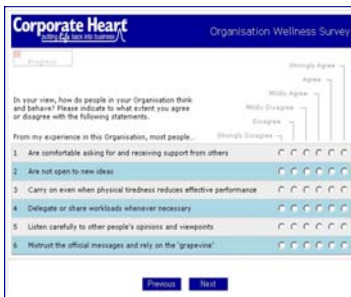 Corporate Heart
putting Life back into business
Organisation Wellness Survey
Progress
Strongly Agree
Agree
Mildly Agree
Mildly Disagree
Disagree
Strongly Disagree
In your view, how do people in your Organisation think
and behave? Please indicate to what extent you agree
or disagree with the following statements.
From my experience in this Organisation, most people...
1 Are comfortable asking for and receiving support from others
2 Are not open to new ideas
3 Carry on even when physical tiredness reduces effective performance
4 Delegate or share workloads whenever necessary
5 Listen carefully to other people's opinions and viewpoints
6 Mistrust the official messages and rely on the 'grapevine'
Previous
Next